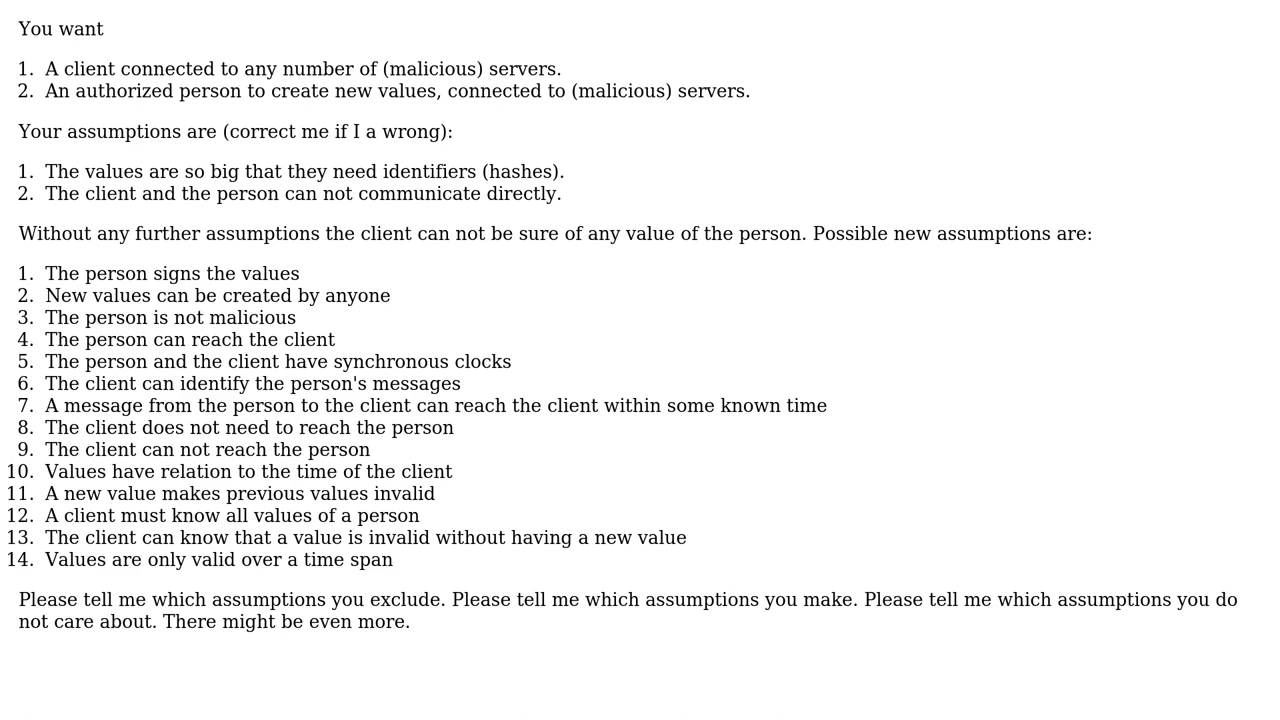 You want
1. A client connected to any number of (malicious) servers.
2. An authorized person to create new values, connected to (malicious) servers.
Your assumptions are (correct me if I a wrong):
1. The values are so big that they need identifiers (hashes).
2. The client and the person can not communicate directly.
Without any further assumptions the client can not be sure of any value of the person. Possible new assumptions are:
1. The person signs the values
2. New values can be created by anyone
3. The person is not malicious
4. The person can reach the client
5. The person and the client have synchronous clocks
6. The client can identify the person's messages
7. A message from the person to the client can reach the client within some known time
8. The client does not need to reach the person
9. The client can not reach the person
10. Values have relation to the time of the client
11. A new value makes previous values invalid
12. A client must know all values of a person
13. The client can know that a value is invalid without having a new value
14. Values are only valid over a time span
Please tell me which assumptions you exclude. Please tell me which assumptions you make. Please tell me which assumptions you do
not care about. There might be even more.